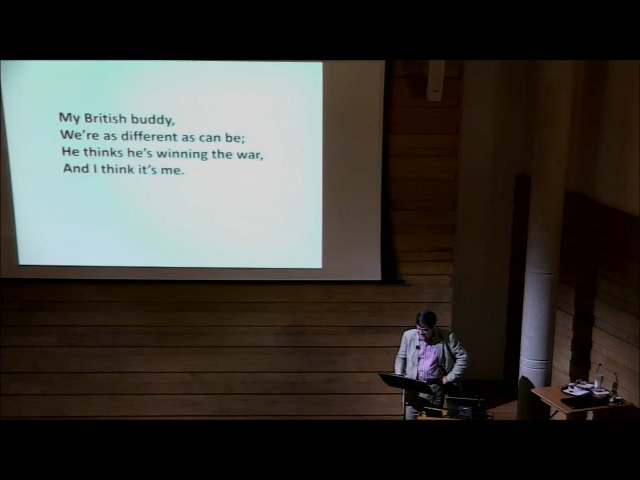 My British buddy,
We're as different as can be;
He thinks he's winning the war,
And I think it's me.